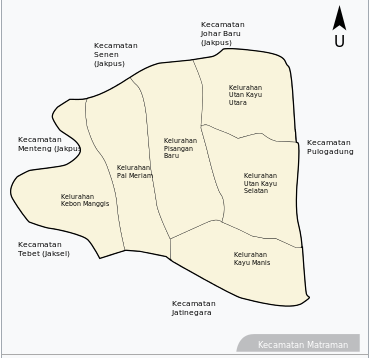 Kecamatan
Johar Baru
(Jakpus)
U
Kecamatan
Senen
(Jakpus)
Kelurahan
Utan Kayu
Utara
Kecamatan
Menteng (Jakpus)
Kelurahan
Pisangan
Baru
Kecamatan
Pulogadung
Kelurahan
Pal Meriam
Kelurahan
Utan Kayu
Selatan
Kelurahan
Kebon Manggis
Kecamatan
Tebet (Jaksel)
Kelurahan
Kayu Manis
Kecamatan
Jatinegara
Kecamatan Matraman